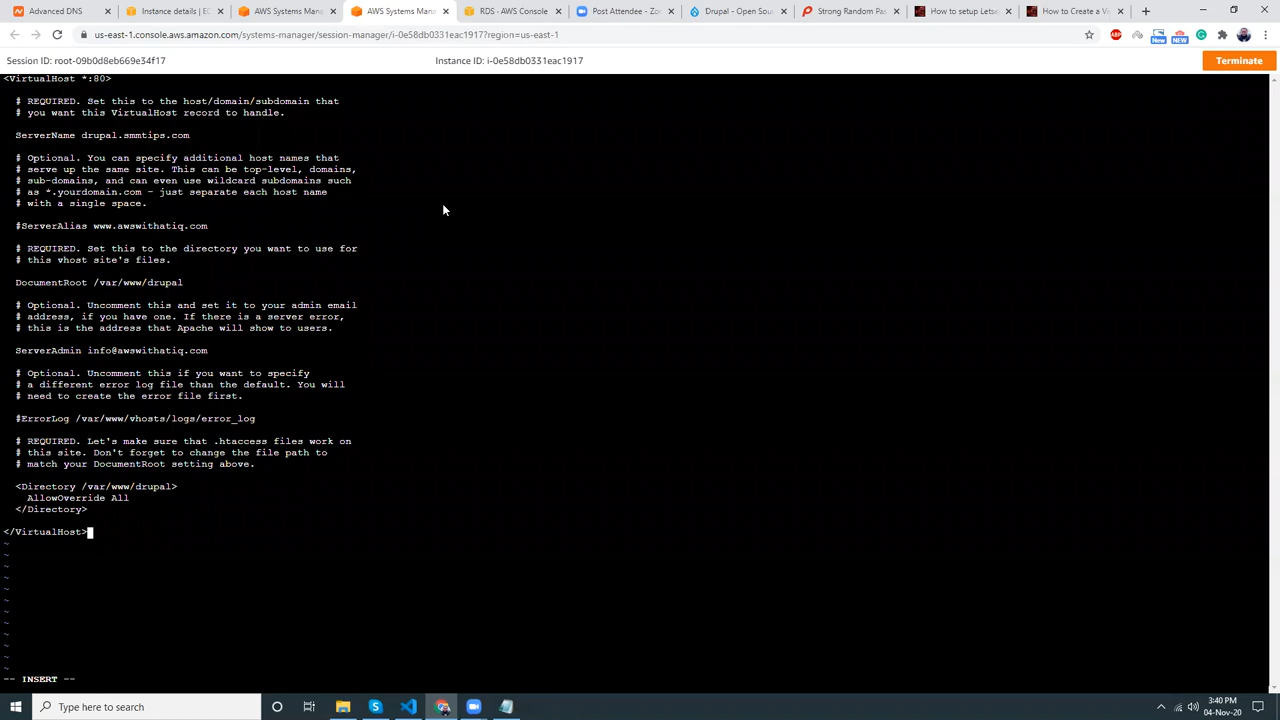 Advanced DNS
Instance details | EC
AWS Systems Mana
AWS Systems Mana
RDS · AWS Console
Post Attendee - Zoo
Drupal - Open Sou
Strong Random Pas
How to setup Letse
How to Create a Vi
us-east-1.console.aws.amazon.com/systems-manager/session-manager/i-0e58db0331eac1917?region=us-east-1
ABP
New
NEW
Session ID: root-09b0d8eb669e34f17
Instance ID: i-0e58db0331eac1917
Terminate
<VirtualHost *:80>
# REQUIRED. Set this to the host/domain/subdomain that
# you want this VirtualHost record to handle.
ServerName drupal.smmtips.com
# Optional. You can specify additional host names that
# serve up the same site. This can be top-level, domains,
# sub-domains, and can even use wildcard subdomains such
# as *.yourdomain.com - just separate each host name
# with a single space.
#ServerAlias www.awswithatiq.com
# REQUIRED. Set this to the directory you want to use for
# this vhost site's files.
DocumentRoot /var/www/drupal
# Optional. Uncomment this and set it to your admin email
# address, if you have one. If there is a server error,
# this is the address that Apache will show to users.
ServerAdmin info@awswithatiq.com
# Optional. Uncomment this if you want to specify
# a different error log file than the default. You will
# need to create the error file first.
#ErrorLog /var/www/vhosts/logs/error_log
# REQUIRED. Let's make sure that .htaccess files work on
# this site. Don't forget to change the file path to
# match your DocumentRoot setting above.
<Directory /var/www/drupal>
AllowOverride All
</Directory>
</VirtualHost>
~
~
~
~
~
~
~
~
~
~
~
~
-- INSERT --
Type here to search
3:40 PM
04-Nov-20